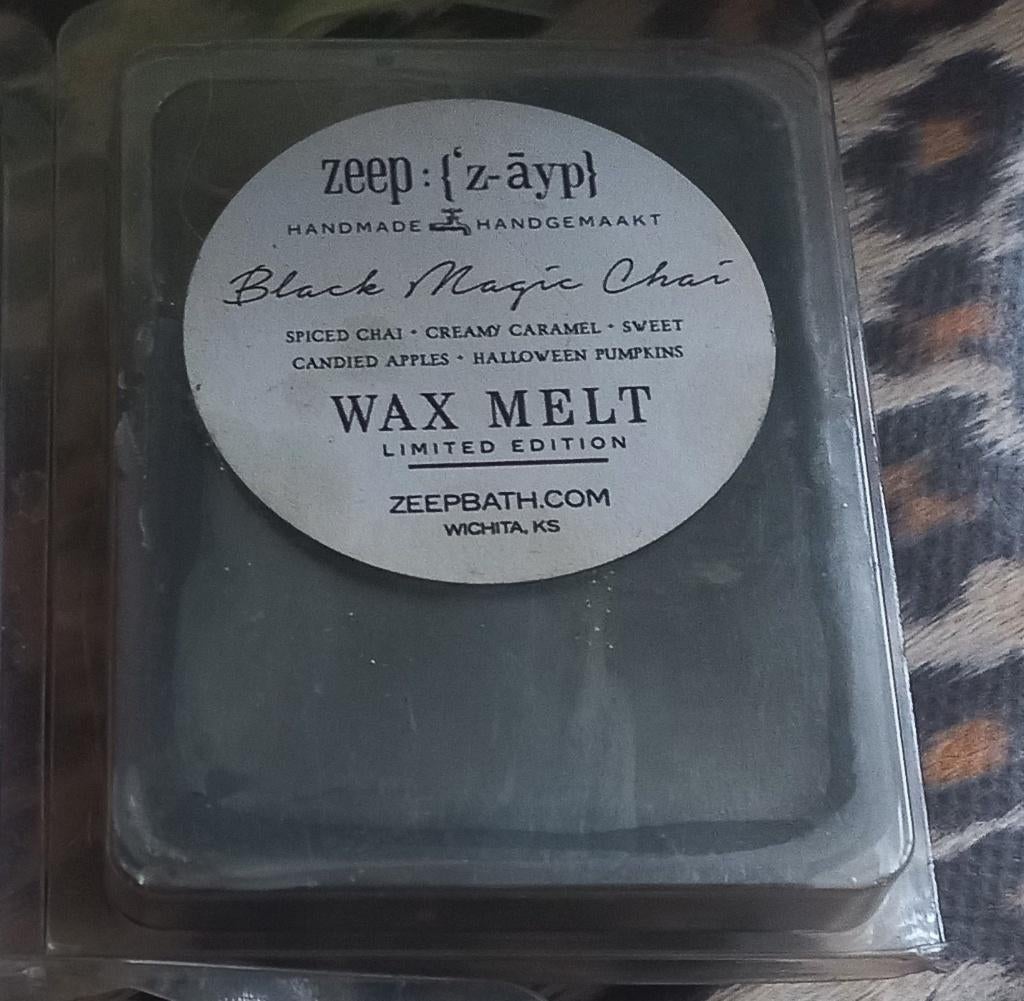 zeep:{'z-āyp}
HANDMADE HANDGEMAAKT
Black Magic Chai
SPICED CHAI • CREAMY CARAMEL • SWEET
CANDIED APPLES • HALLOWEEN PUMPKINS
WAX MELT
LIMITED EDITION
ZEEPBATH.COM
WICHITA, KS